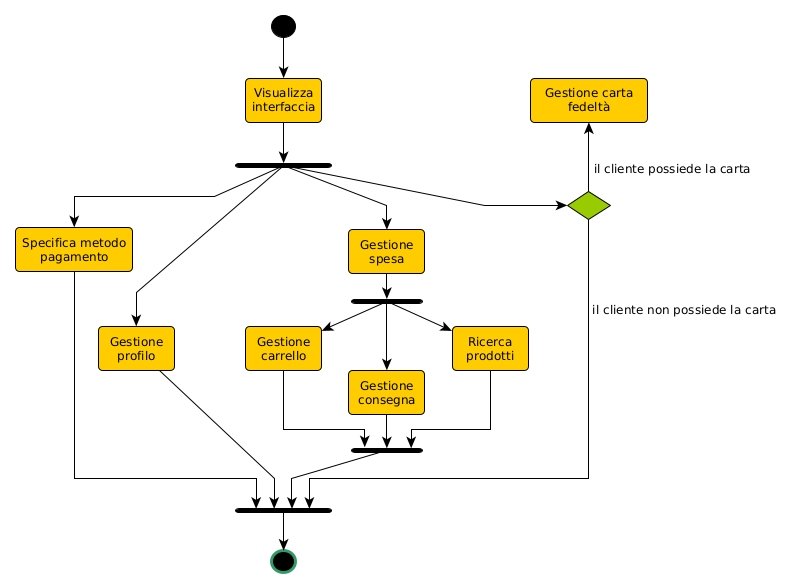 Visualizza
interfaccia
Gestione carta
fedeltà
il cliente possiede la carta
Specifica metodo
pagamento
Gestione
spesa
il cliente non possiede la carta
Gestione
profilo
Gestione
carrello
Ricerca
prodotti
Gestione
consegna